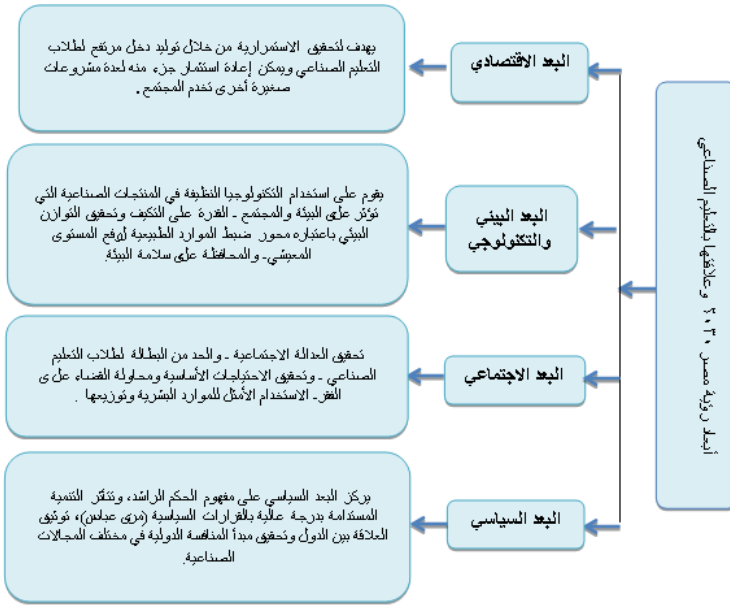 أبعاد رؤية مصر ٢٠٣٠ وعلاقتها بالتعليم الصناعي
البعد الاقتصادي
يهدف لتحقيق الاستمرارية من خلال توليد دخل مرتفع لطلاب
التعليم الصناعي ويمكن إعادة استثمار جزء منه لعدة مشروعات
صغيرة أخرى تخدم المجتمع .
البعد البيئي
والتكنولوجي
يقوم على استخدام التكنولوجيا النظيفة في المنتجات الصناعية التي
تؤثر على البيئة والمجتمع - القدرة على التكيف وتحقيق التوازن
البيئي باعتباره محور ضبط الموارد الطبيعية لرفع المستوى
المعيشي- والمحافظة على سلامة البيئة.
البعد الاجتماعي
تحقيق العدالة الاجتماعية - والحد من البطالة لطلاب التعليم
الصناعي - وتحقيق الاحتياجات الأساسية ومحاولة القضاء على
الفقر- الاستخدام الأمثل للموارد البشرية وتوزيعها .
البعد السياسي
يركز البعد السياسي على مفهوم الحكم الراشد، وتتأثر التنمية
المستدامة بدرجة عالية بالقرارات السياسية (مرى عباس)، توثيق
العلاقة بين الدول وتحقيق مبدأ المنافسة الدولية في مختلف المجالات
الصناعية.